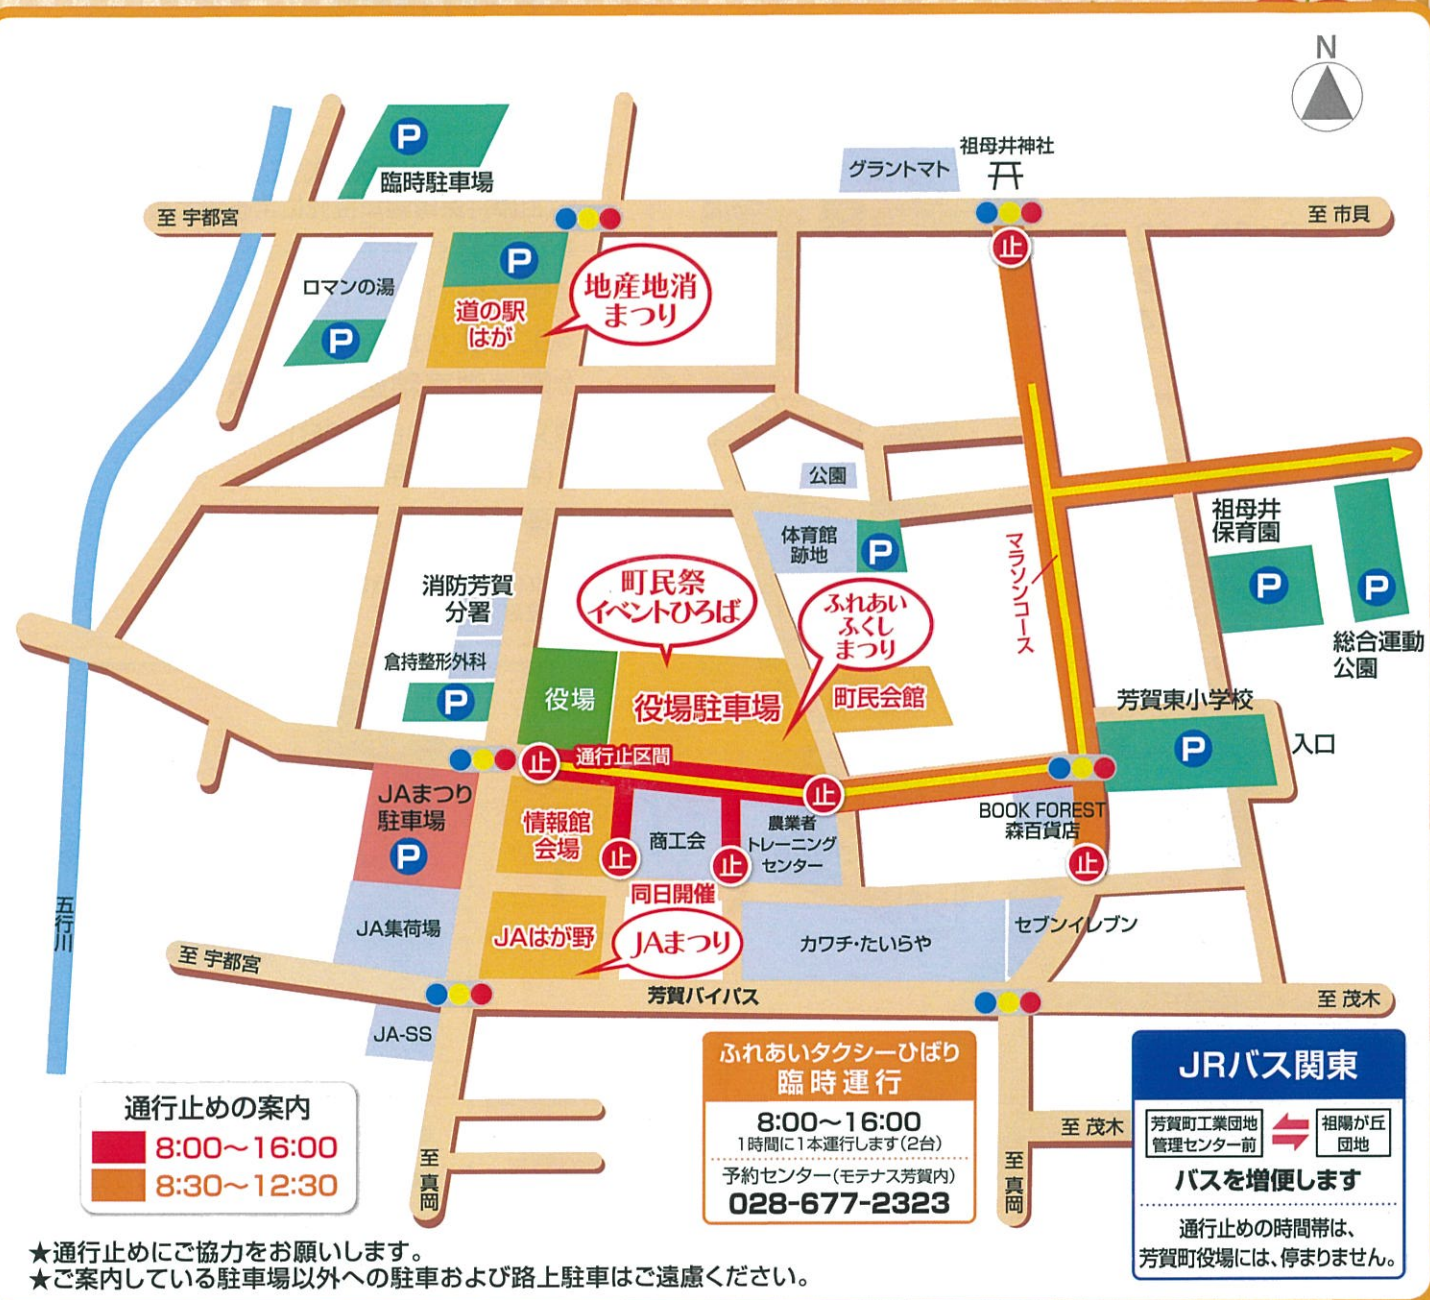 N
P
臨時駐車場
祖母井神社
グラントマト
至 宇都宮
至 市貝
止
P
ロマンの湯
P
道の駅
はが
地産地消
まつり
公園
体育館
跡地
P
マラソンコース
祖母井
保育園
P
P
総合運動
公園
消防芳賀
分署
倉持整形外科
P
町民祭
イベントひろば
ふれあい
ふくし
まつり
役場
役場駐車場
町民会館
芳賀東小学校
P
入口
止
通行止区間
止
JAまつり
駐車場
P
情報館
会場
止
商工会
止
農業者
トレーニング
センター
BOOK FOREST
森百貨店
止
同日開催
JAまつり
JA集荷場
JAはが野
カワチ・たいらや
セブンイレブン
五行川
至 宇都宮
芳賀バイパス
至 茂木
JA-SS
至 真岡
至 茂木
至 真岡
通行止めの案内
8:00〜16:00
8:30〜12:30
ふれあいタクシーひばり
臨時運行
8:00〜16:00
1時間に1本運行します(2台)
予約センター(モテナス芳賀内)
028-677-2323
JRバス関東
芳賀町工業団地
管理センター前
祖陽が丘
団地
バスを増便します
通行止めの時間帯は、
芳賀町役場には、停まりません。
★通行止めにご協力をお願いします。
★ご案内している駐車場以外への駐車および路上駐車はご遠慮ください。